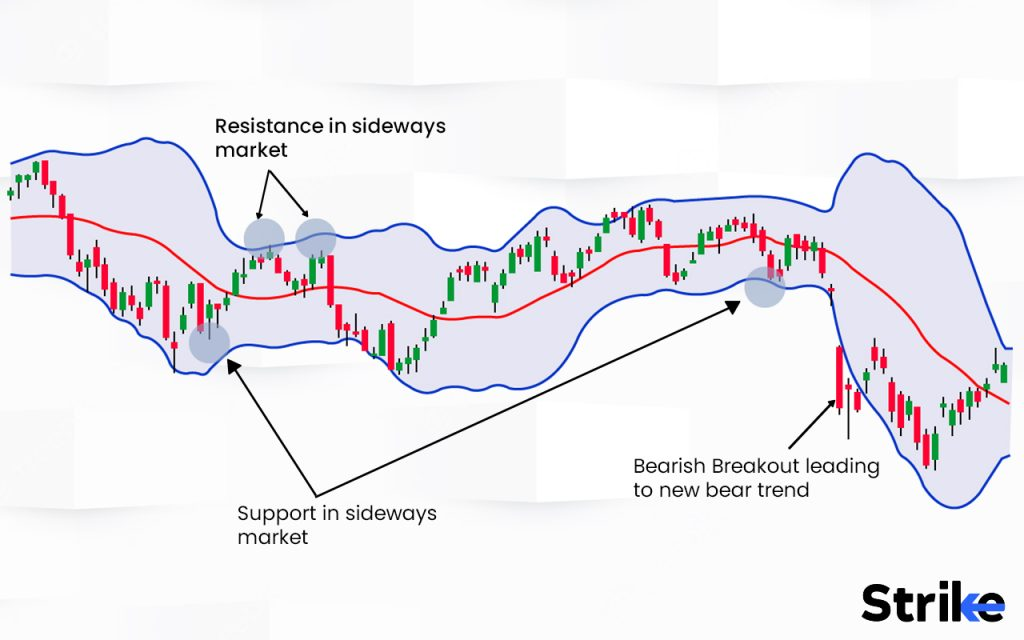 Resistance in sideways
market
Bearish Breakout leading
to new bear trend
Support in sideways
market
Strike